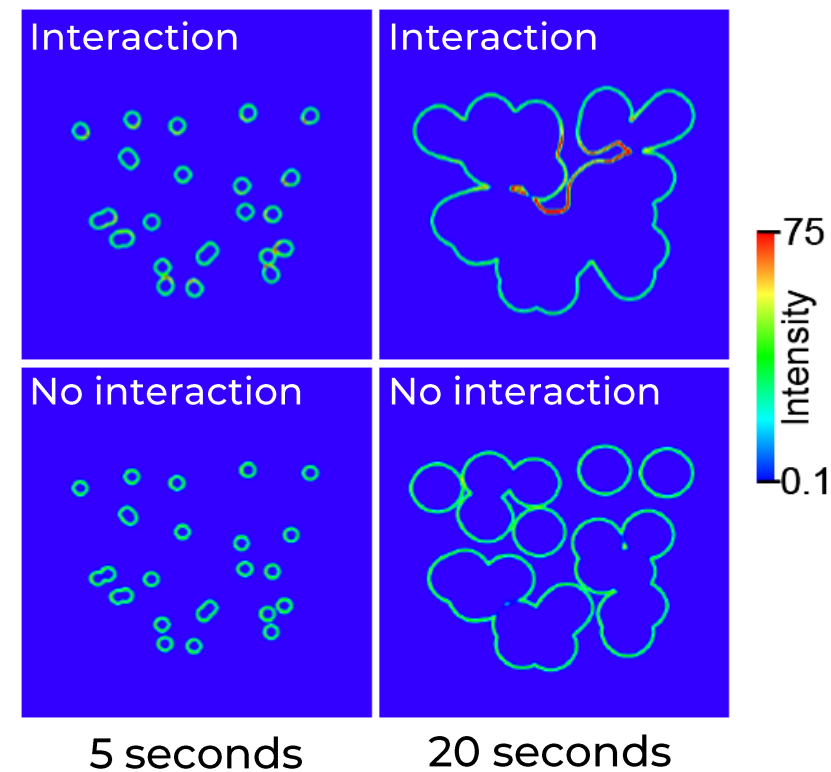 Interaction
Interaction
75
Intensity
0.1
No interaction
No interaction
5 seconds
20 seconds